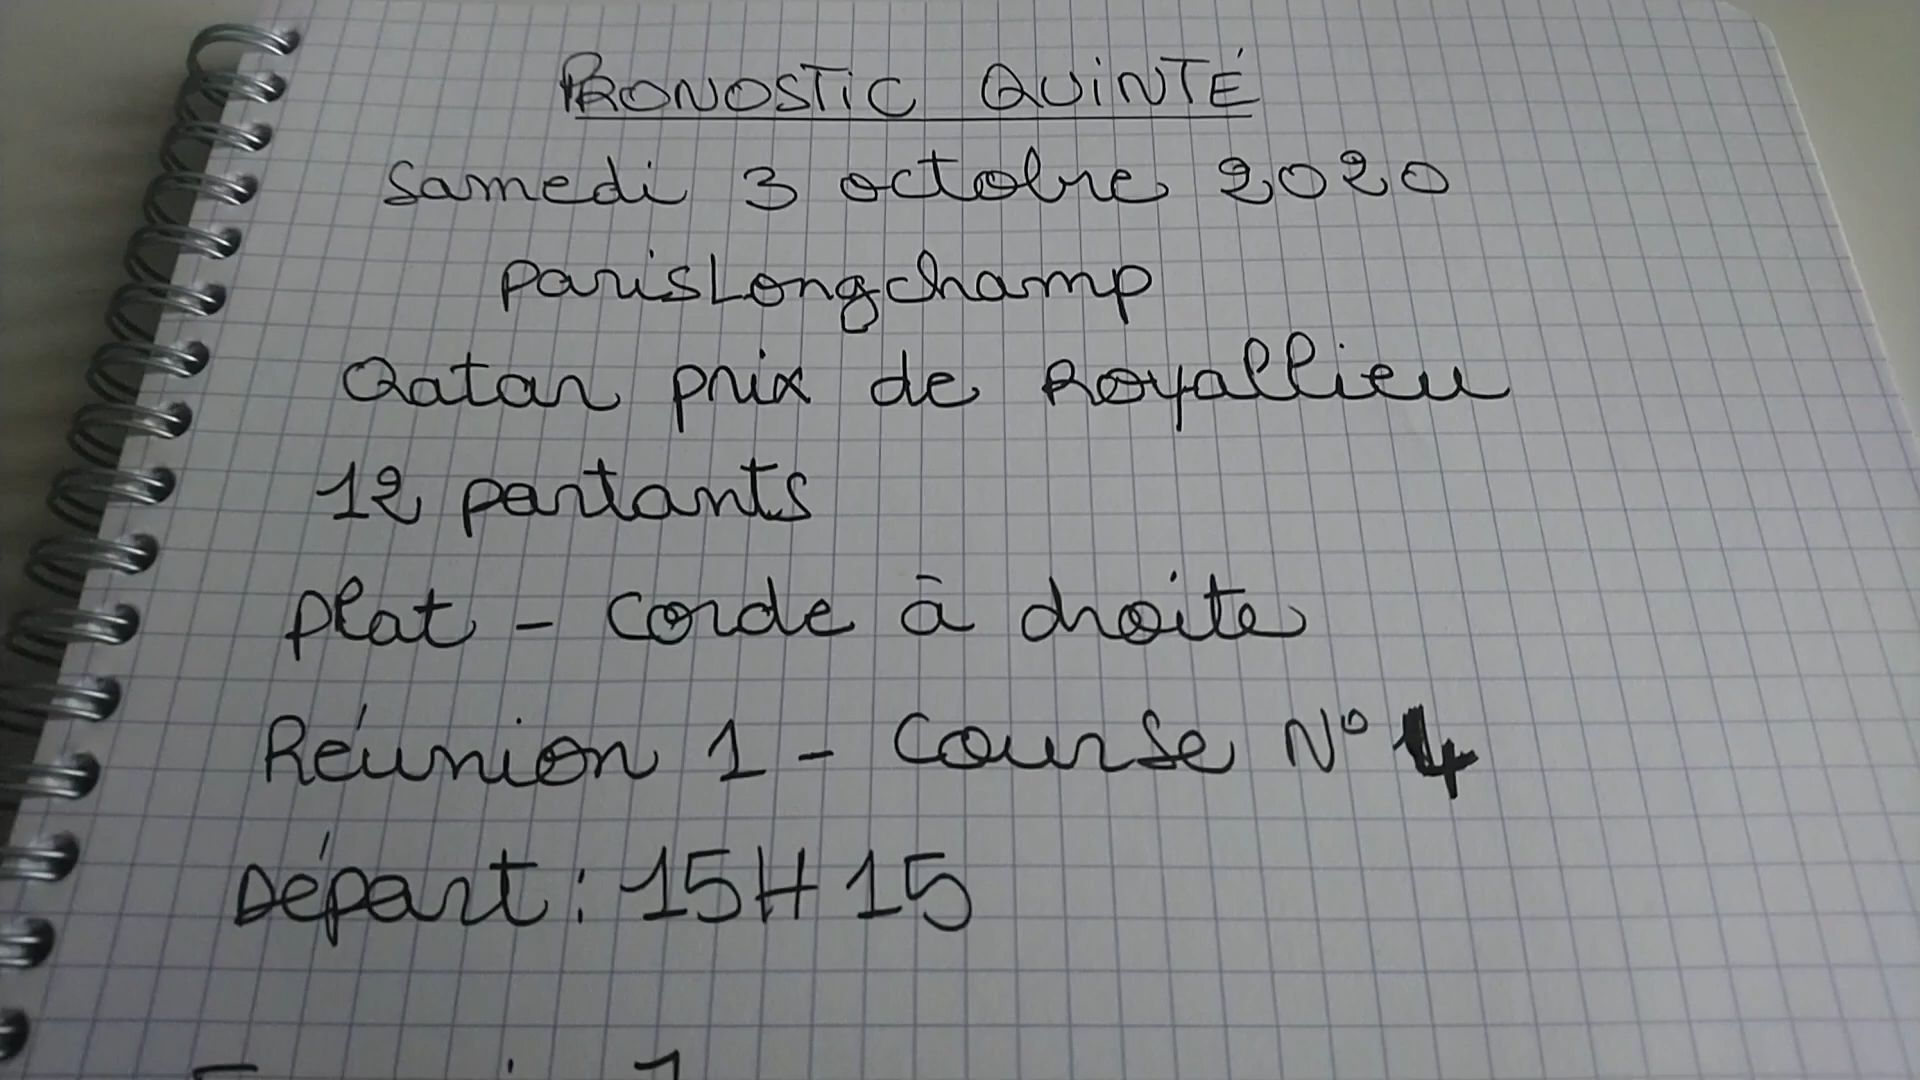 PRONOSTIC QUINTÉ
Samedi 3 octobre 2020
ParisLongchamp
Qatar prix de Royallieu
12 partants
plat - corde à droite
Réunion 1 - Course N° 4
Départ : 15H15